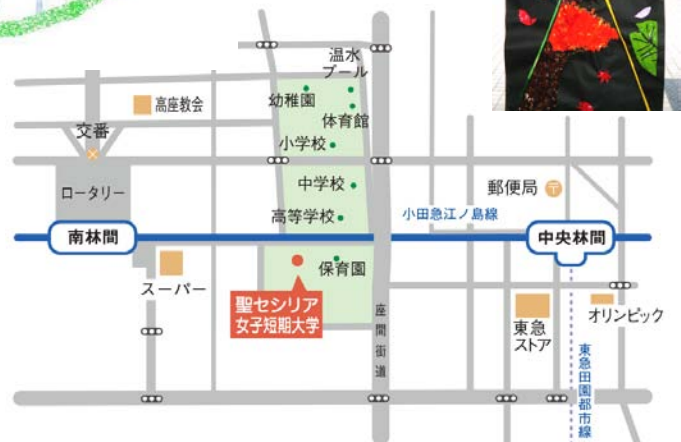 温水
プール
幼稚園
高座教会
体育館
交番
小学校
中学校
郵便局
〒
ロータリー
高等学校
小田急江ノ島線
南林間
中央林間
保育園
スーパー
聖セシリア
女子短期大学
座間街道
東急
ストア
オリンピック
東急田園都市線